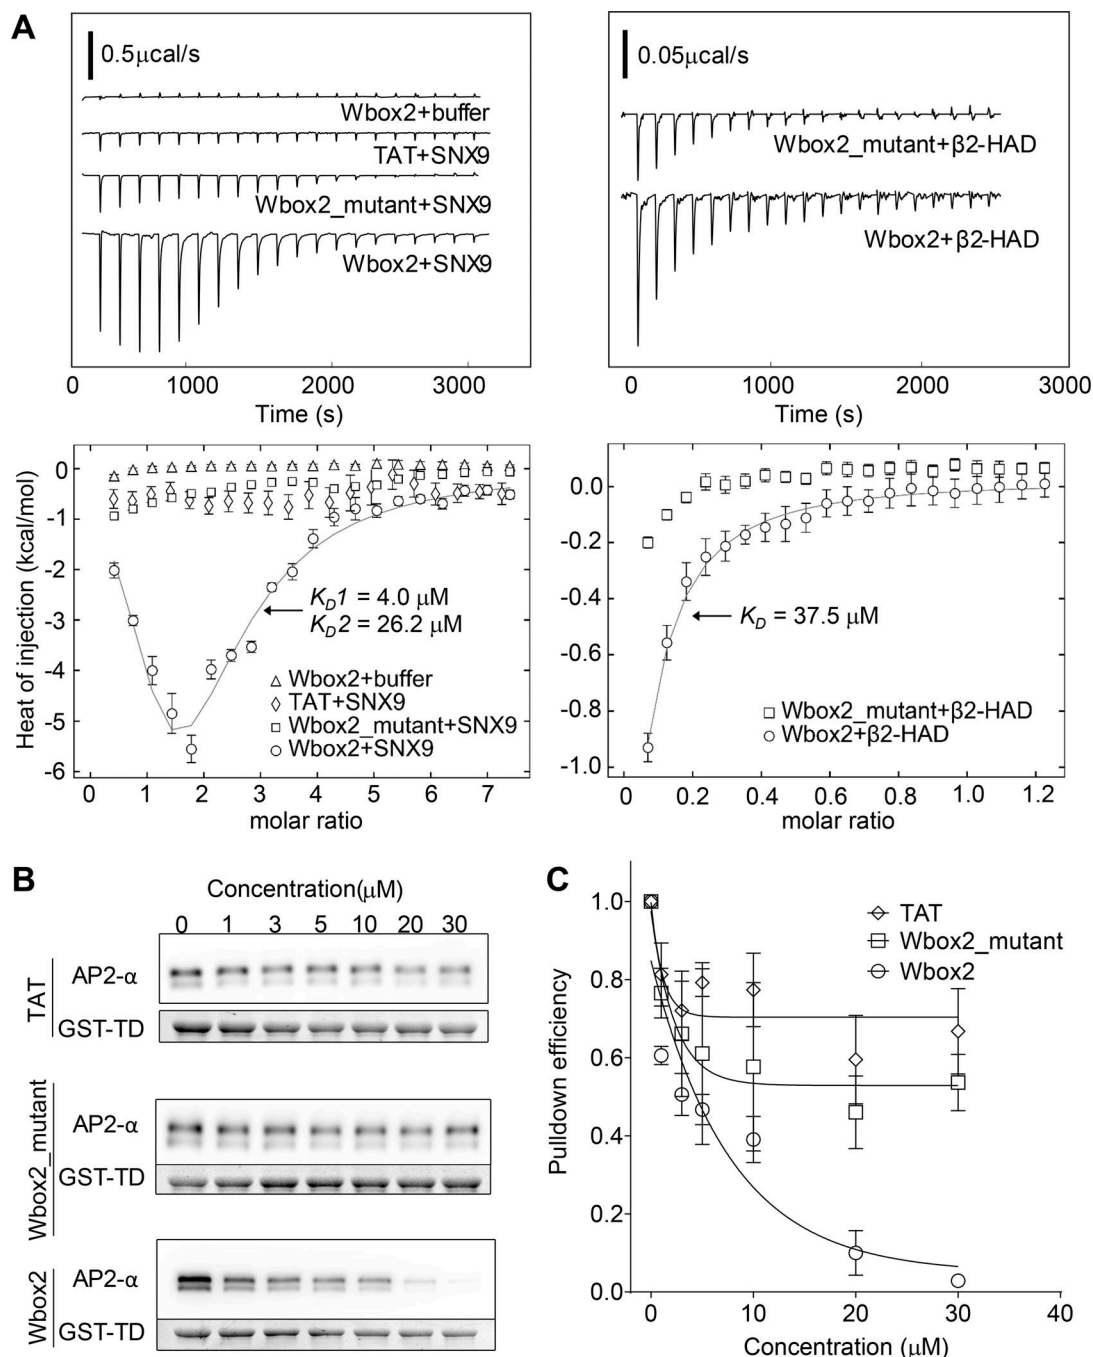 A
0.5μcal/s
Wbox2+buffer
TAT+SNX9
Wbox2_mutant+SNX9
Wbox2+SNX9
0 1000 2000 3000
Time (s)
0.05μcal/s
Wbox2_mutant+β2-HAD
Wbox2+β2-HAD
0 1000 2000 3000
Time (s)
Heat of injection (kcal/mol)
0
-1
-2
-3
-4
-5
-6
K_D1 = 4.0 μM
K_D2 = 26.2 μM
Wbox2+buffer
TAT+SNX9
Wbox2_mutant+SNX9
Wbox2+SNX9
0 1 2 3 4 5 6 7
molar ratio
0.0
-0.2
-0.4
-0.6
-0.8
-1.0
K_D = 37.5 μM
Wbox2_mutant+β2-HAD
Wbox2+β2-HAD
0 0.2 0.4 0.6 0.8 1.0 1.2
molar ratio
B
Concentration(μM)
0 1 3 5 10 20 30
TAT
AP2-α
GST-TD
Wbox2_mutant
AP2-α
GST-TD
Wbox2
AP2-α
GST-TD
C
Pulldown efficiency
1.0
0.8
0.6
0.4
0.2
0.0
TAT
Wbox2_mutant
Wbox2
0 10 20 30 40
Concentration (μM)